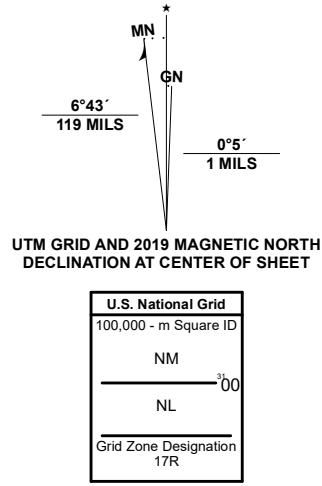 ★
MN
GN
6°43´
119 MILS
0°5´
1 MILS
UTM GRID AND 2019 MAGNETIC NORTH
DECLINATION AT CENTER OF SHEET
U.S. National Grid
100,000 - m Square ID
NM
3100
NL
Grid Zone Designation
17R